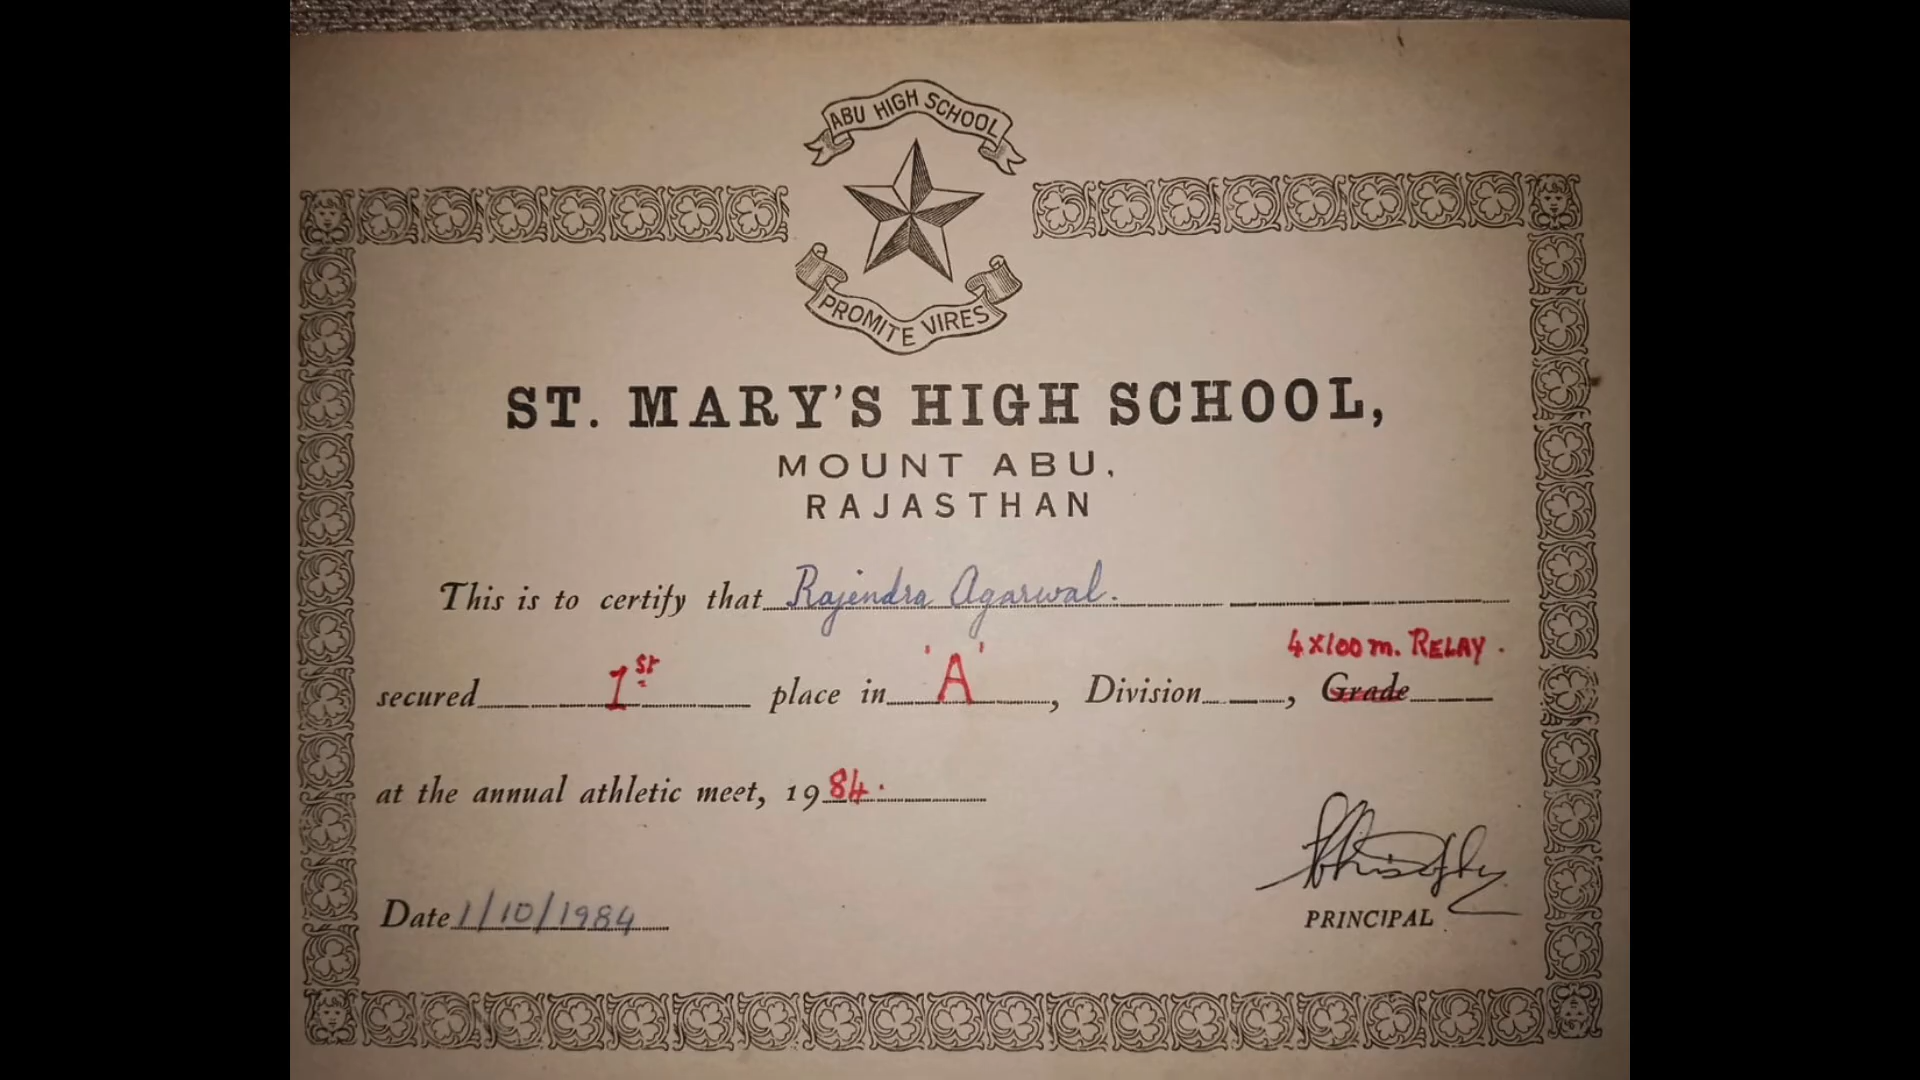 ABU HIGH SCHOOL
PROMITE VIRES
ST. MARY'S HIGH SCHOOL,
MOUNT ABU,
RAJASTHAN
This is to certify that Rajendra Agarwal.
4x100 m. RELAY.
secured 1st place in 'A', Division, Grade
at the annual athletic meet, 1984.
Date 1/10/1984
PRINCIPAL